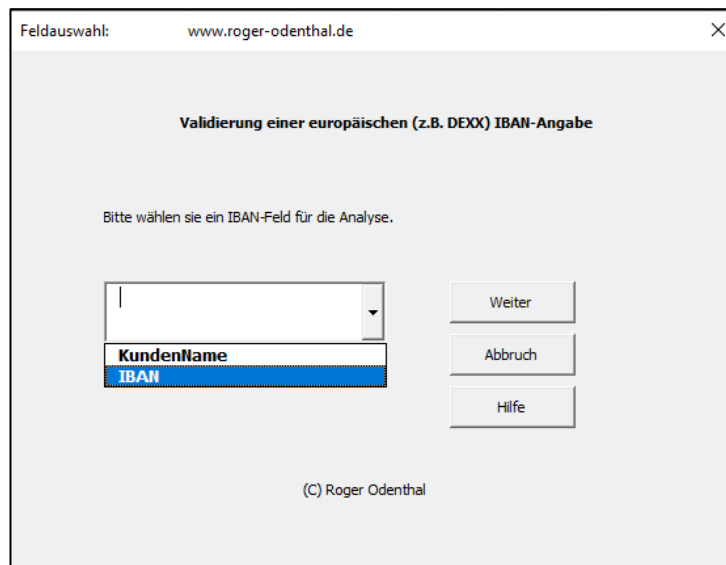 Feldauswahl: www.roger-odenthal.de
Validierung einer europäischen (z.B. DEXX) IBAN-Angabe
Bitte wählen sie ein IBAN-Feld für die Analyse.
Weiter
KundenName
IBAN
Abbruch
Hilfe
(C) Roger Odenthal